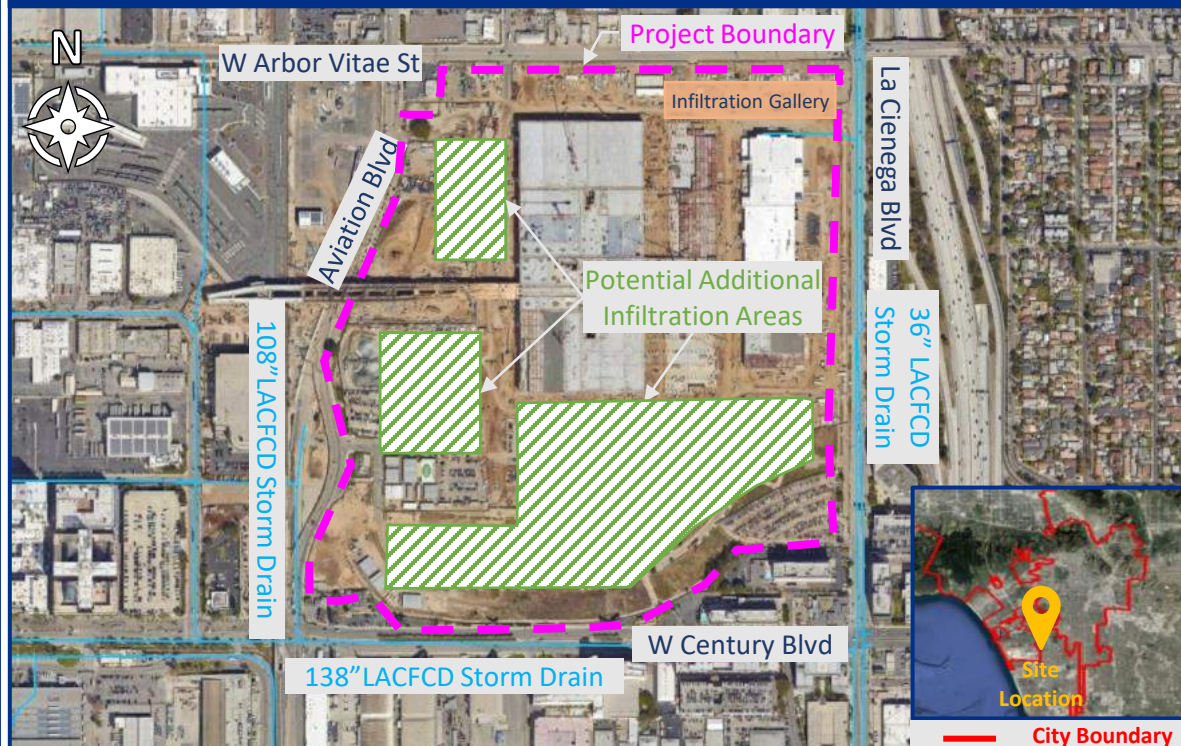 N
W Arbor Vitae St
Project Boundary
Infiltration Gallery
La Cienega Blvd
Aviation Blvd
Potential Additional
Infiltration Areas
108”LACFCD Storm Drain
36” LACFCD
Storm Drain
W Century Blvd
138”LACFCD Storm Drain
Site
Location
City Boundary